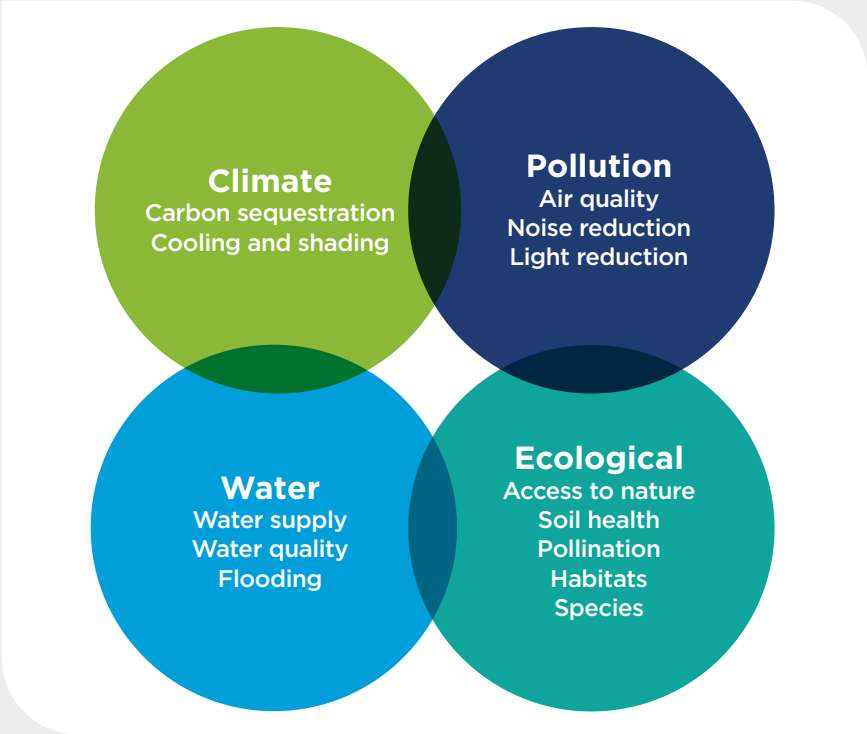 Climate
Carbon sequestration
Cooling and shading
Pollution
Air quality
Noise reduction
Light reduction
Water
Water supply
Water quality
Flooding
Ecological
Access to nature
Soil health
Pollination
Habitats
Species